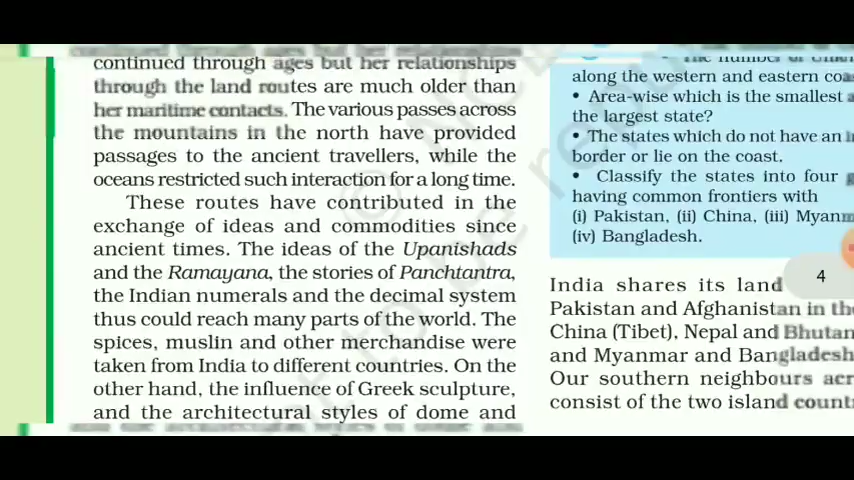 continued through ages but her relationships
through the land routes are much older than
her maritime contacts. The various passes across
the mountains in the north have provided
passages to the ancient travellers, while the
oceans restricted such interaction for a long time.
These routes have contributed in the
exchange of ideas and commodities since
ancient times. The ideas of the Upanishads
and the Ramayana, the stories of Panchtantra,
the Indian numerals and the decimal system
thus could reach many parts of the world. The
spices, muslin and other merchandise were
taken from India to different countries. On the
other hand, the influence of Greek sculpture,
and the architectural styles of dome and
• The number of
along the western and eastern
• Area-wise which is the smallest
the largest state?
• The states which do not have an
border or lie on the coast.
• Classify the states into four
having common frontiers with
(i) Pakistan, (ii) China, (iii)
(iv) Bangladesh.
4
India shares its land
Pakistan and Afghanistan in
China (Tibet), Nepal and Bhutan
and Myanmar and Bangladesh
Our southern neighbours
consist of the two island